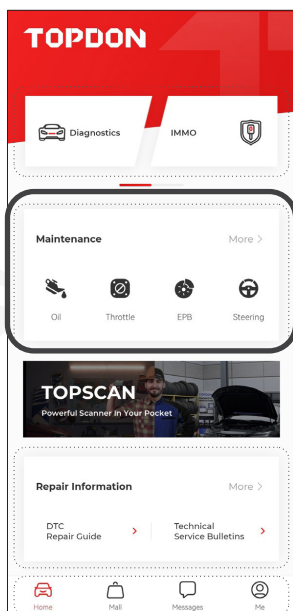 TOPDON
Diagnostics
IMMO
Maintenance
More >
Oil
Throttle
EPB
Steering
TOPSCAN
Powerful Scanner In Your Pocket
Repair Information
More >
DTC
Repair Guide >
Technical
Service Bulletins >
Home
Mall
Messages
Me